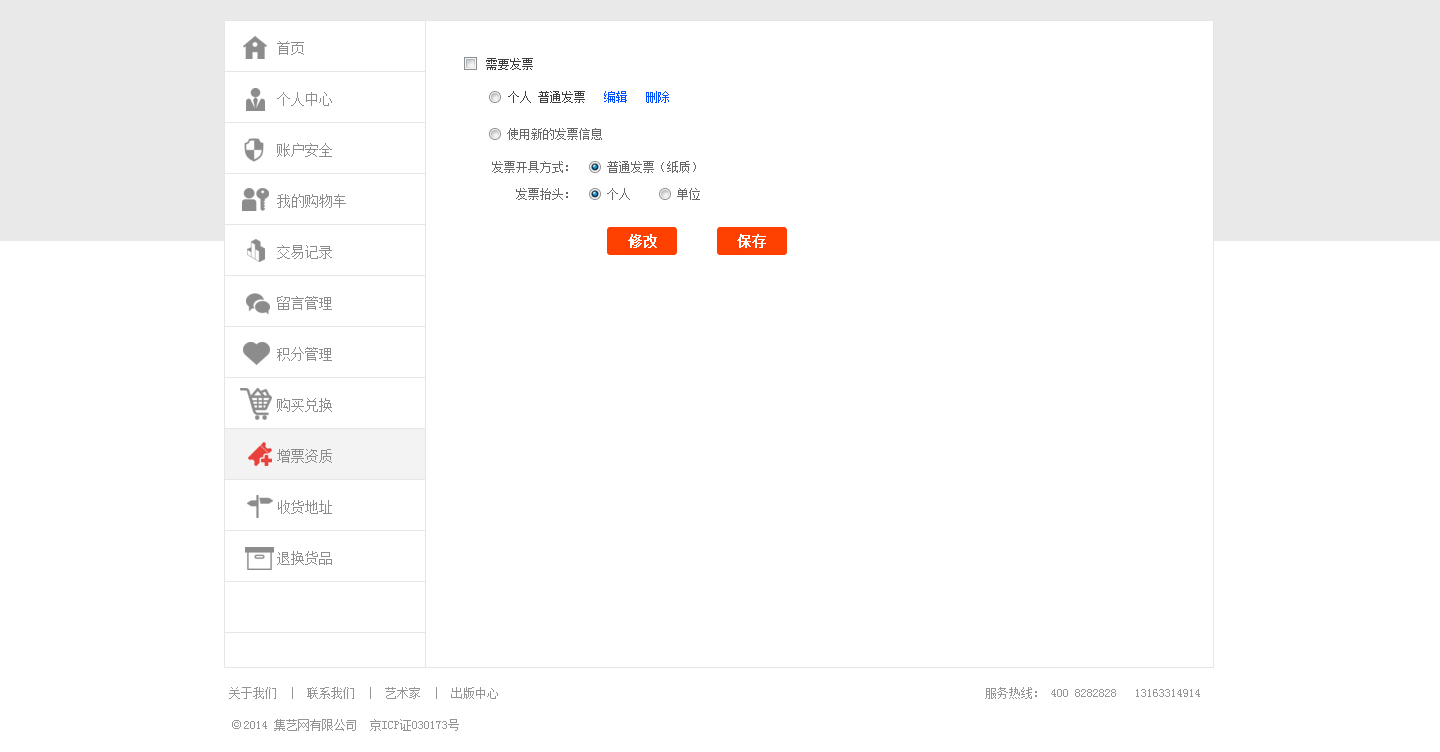 首页
个人中心
账户安全
我的购物车
交易记录
留言管理
积分管理
购买兑换
增票资质
收货地址
退换货品
需要发票
个人 普通发票 编辑 删除
使用新的发票信息
发票开具方式： 普通发票（纸质）
发票抬头： 个人 单位
修改 保存
关于我们 | 联系我们 | 艺术家 | 出版中心 服务热线： 400 8282828 13163314914
©2014 集艺网有限公司 京ICP证030173号